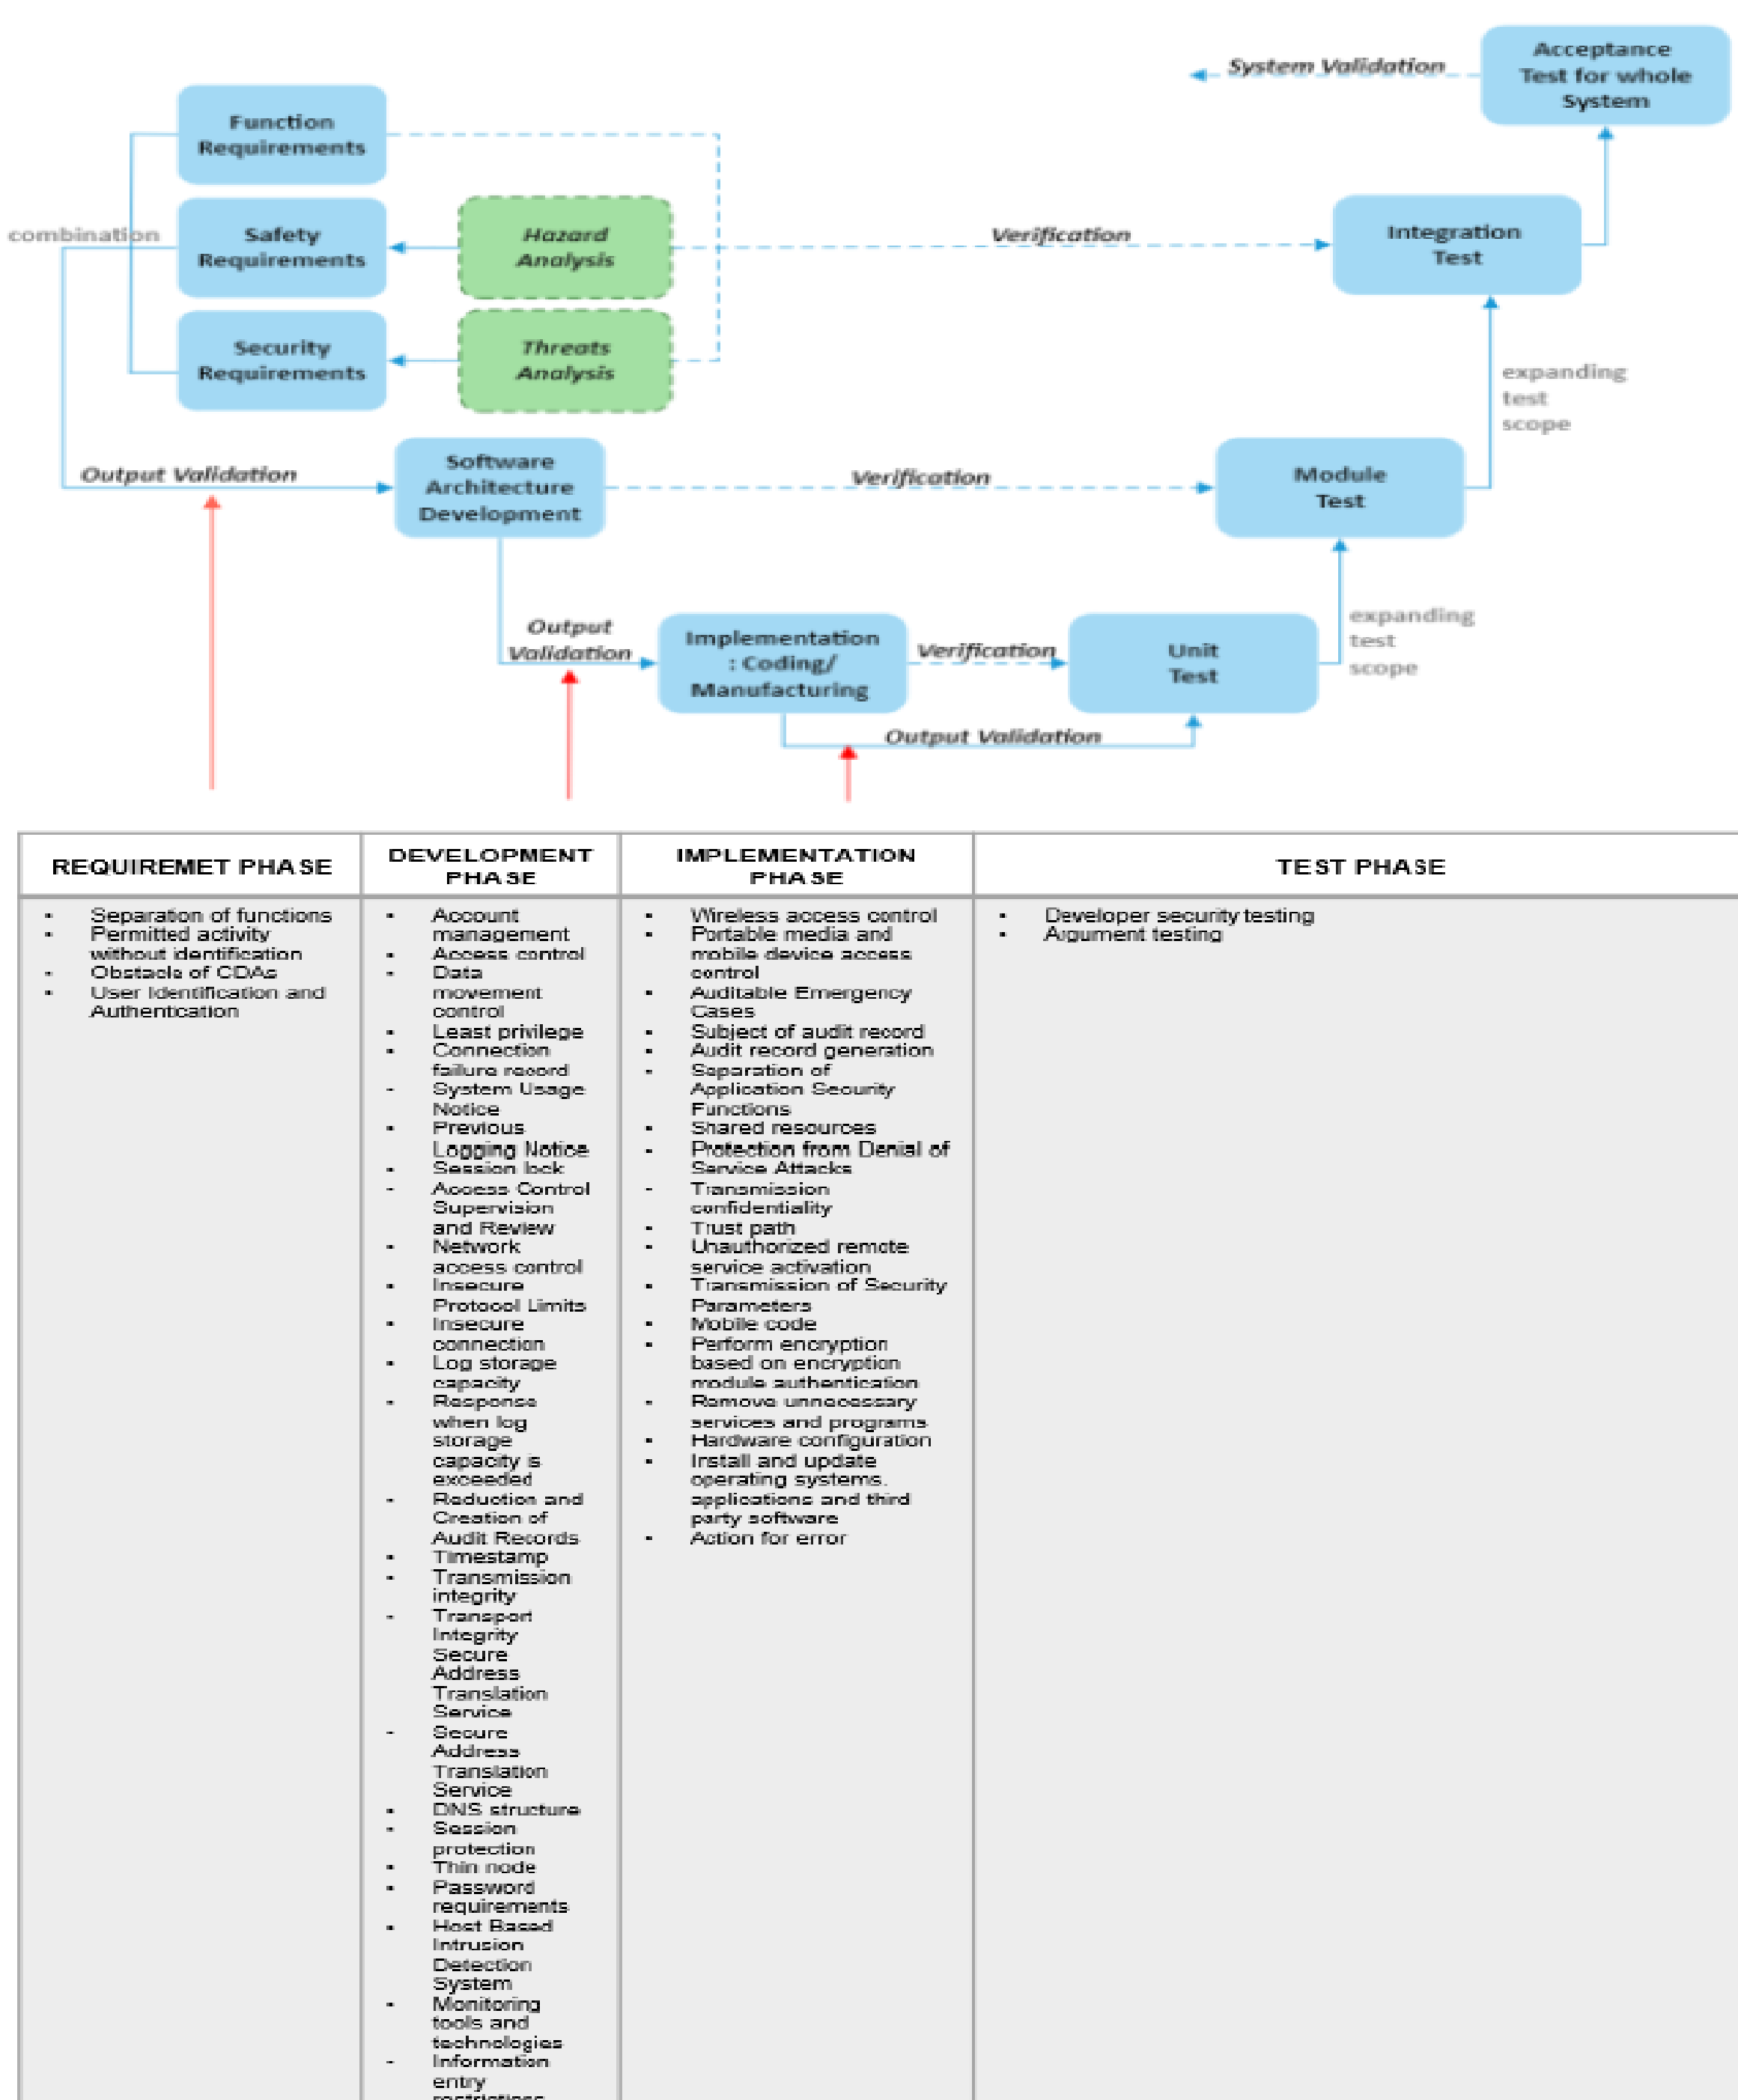 Acceptance
Test for whole
System
System Validation
Function
Requirements
combination
Safety
Requirements
Hazard
Analysis
Verification
Integration
Test
Security
Requirements
Threats
Analysis
expanding
test
scope
Output Validation
Software
Architecture
Development
Verification
Module
Test
Output
Validation
Implementation
: Coding/
Manufacturing
Verification
Unit
Test
expanding
test
scope
Output Validation
REQUIREMET PHASE
DEVELOPMENT
PHASE
IMPLEMENTATION
PHASE
TEST PHASE
Separation of functions
Permitted activity
without identification
Obstacle of CDAs
User Identification and
Authentication
Account
management
Access control
Data
movement
control
Least privilege
Connection
failure record
System Usage
Notice
Previous
Logging Notice
Session lock
Access Control
Supervision
and Review
Network
access control
Insecure
Protocol Limits
Insecure
connection
Log storage
capacity
Response
when log
storage
capacity is
exceeded
Reduction and
Creation of
Audit Records
Timestamp
Transmission
integrity
Transport
Integrity
Secure
Address
Translation
Service
Secure
Address
Translation
Service
DNS structure
Session
protection
Thin node
Password
requirements
Host Based
Intrusion
Detection
System
Monitoring
tools and
technologies
Information
entry
Wireless access control
Portable media and
mobile device access
control
Auditable Emergency
Cases
Subject of audit record
Audit record generation
Separation of
Application Security
Functions
Shared resources
Protection from Denial of
Service Attacks
Transmission
confidentiality
Trust path
Unauthorized remote
service activation
Transmission of Security
Parameters
Mobile code
Perform encryption
based on encryption
module authentication
Remove unnecessary
services and programs
Hardware configuration
Install and update
operating systems,
applications and third
party software
Action for error
Developer security testing
Argument testing